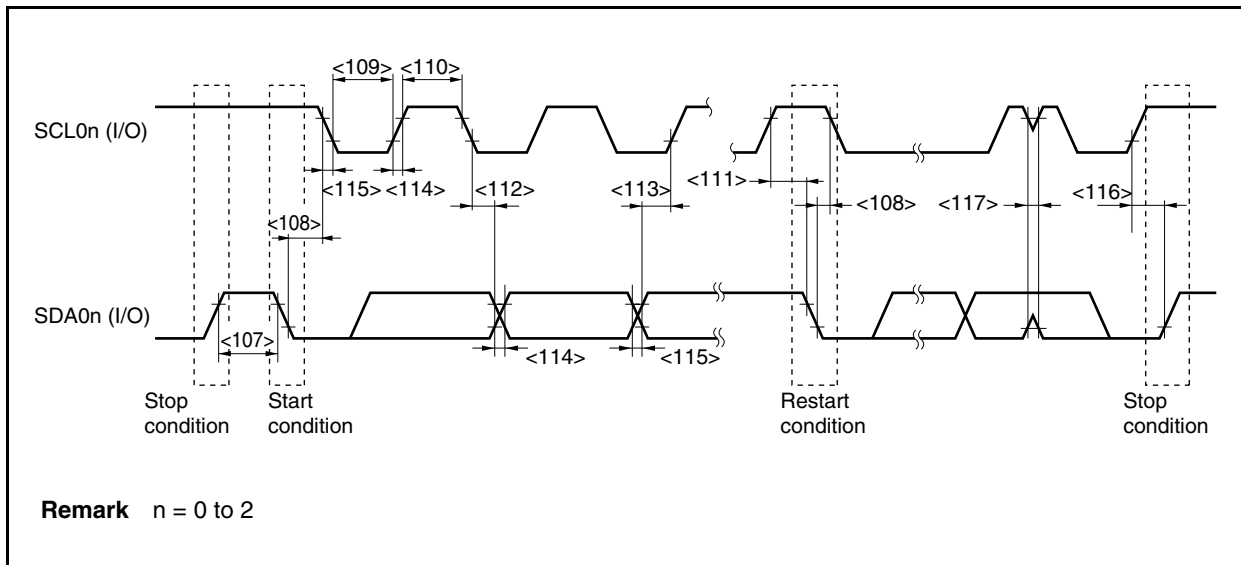 <109> <110>
SCL0n (I/O)
<115> <114> <112> <113> <111> <108> <117> <116>
<108>
SDA0n (I/O)
<107> <114> <115>
Stop condition
Start condition
Restart condition
Stop condition
Remark n = 0 to 2